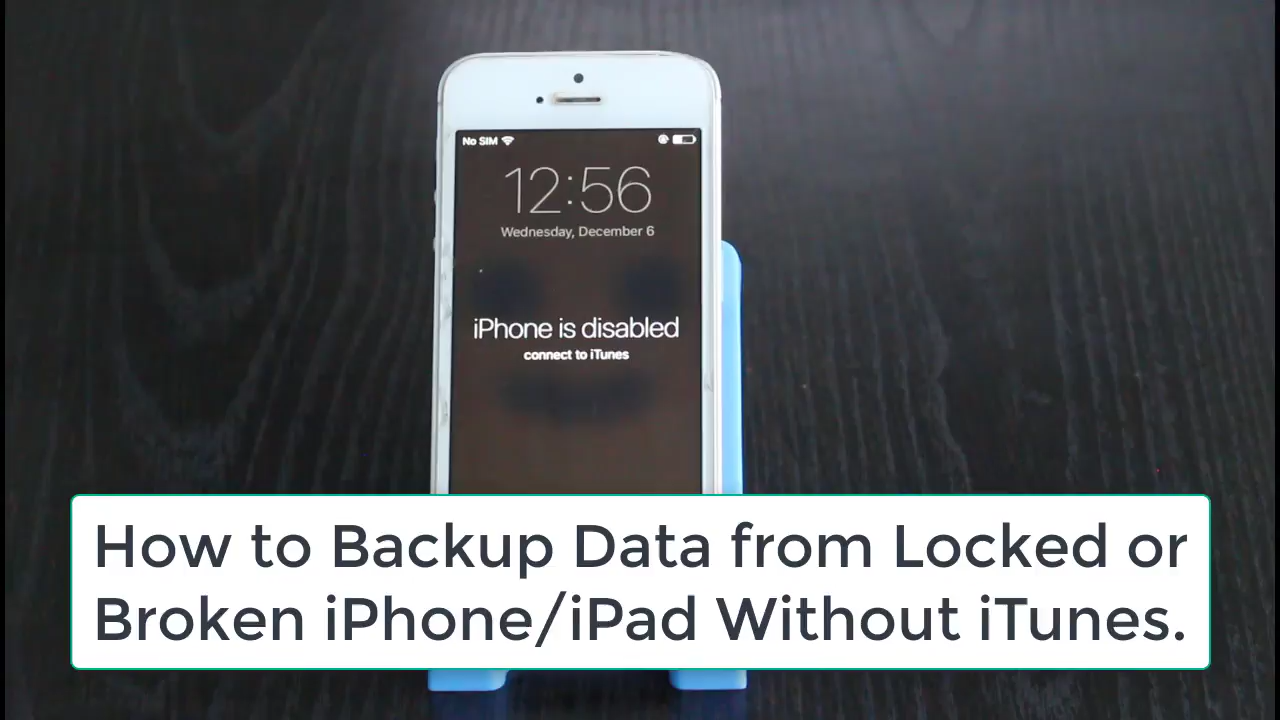 No SIM
12:56
Wednesday, December 6
iPhone is disabled
connect to iTunes
How to Backup Data from Locked or
Broken iPhone/iPad Without iTunes.